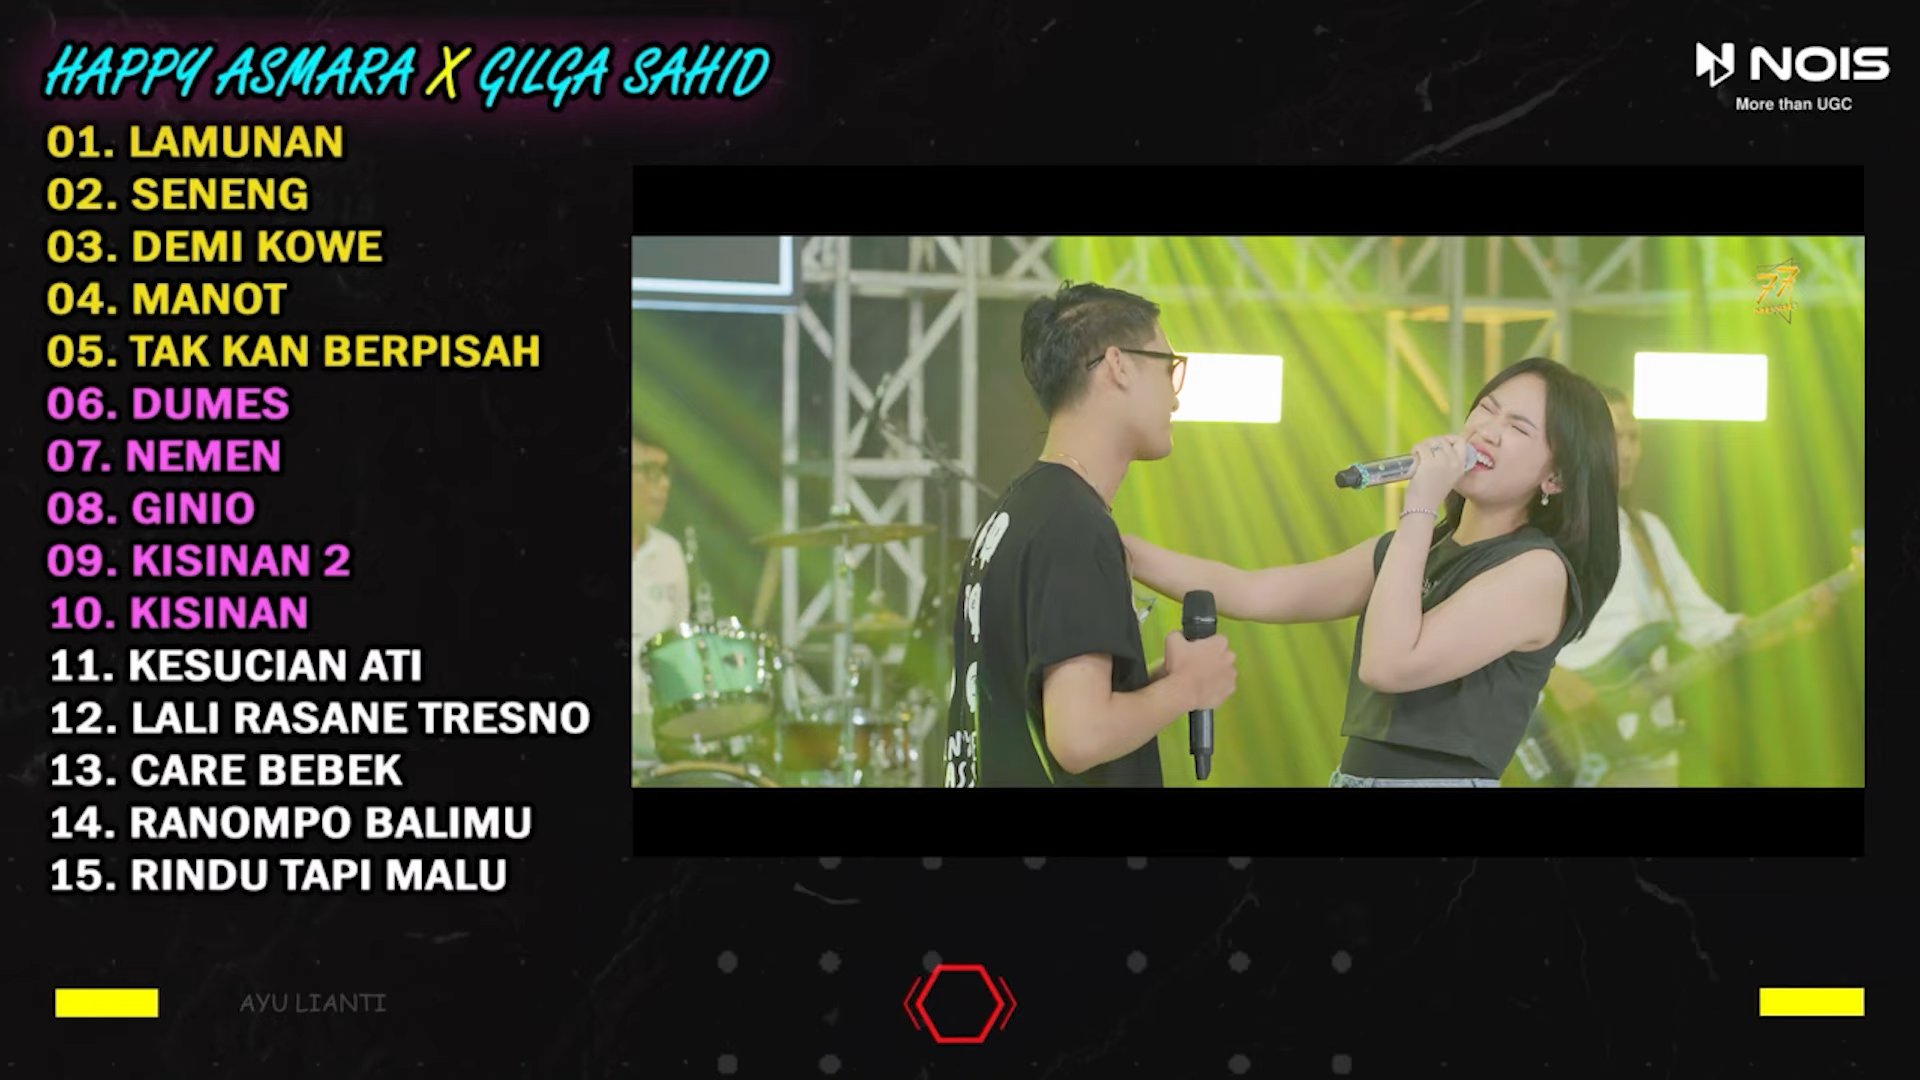 HAPPY ASMARA X GILGA SAHID
NOIS
More than UGC
01. LAMUNAN
02. SENENG
03. DEMI KOWE
04. MANOT
05. TAK KAN BERPISAH
06. DUMES
07. NEMEN
08. GINIO
09. KISINAN 2
10. KISINAN
11. KESUCIAN ATI
12. LALI RASANE TRESNO
13. CARE BEBEK
14. RANOMPO BALIMU
15. RINDU TAPI MALU
77
AYU LIANTI